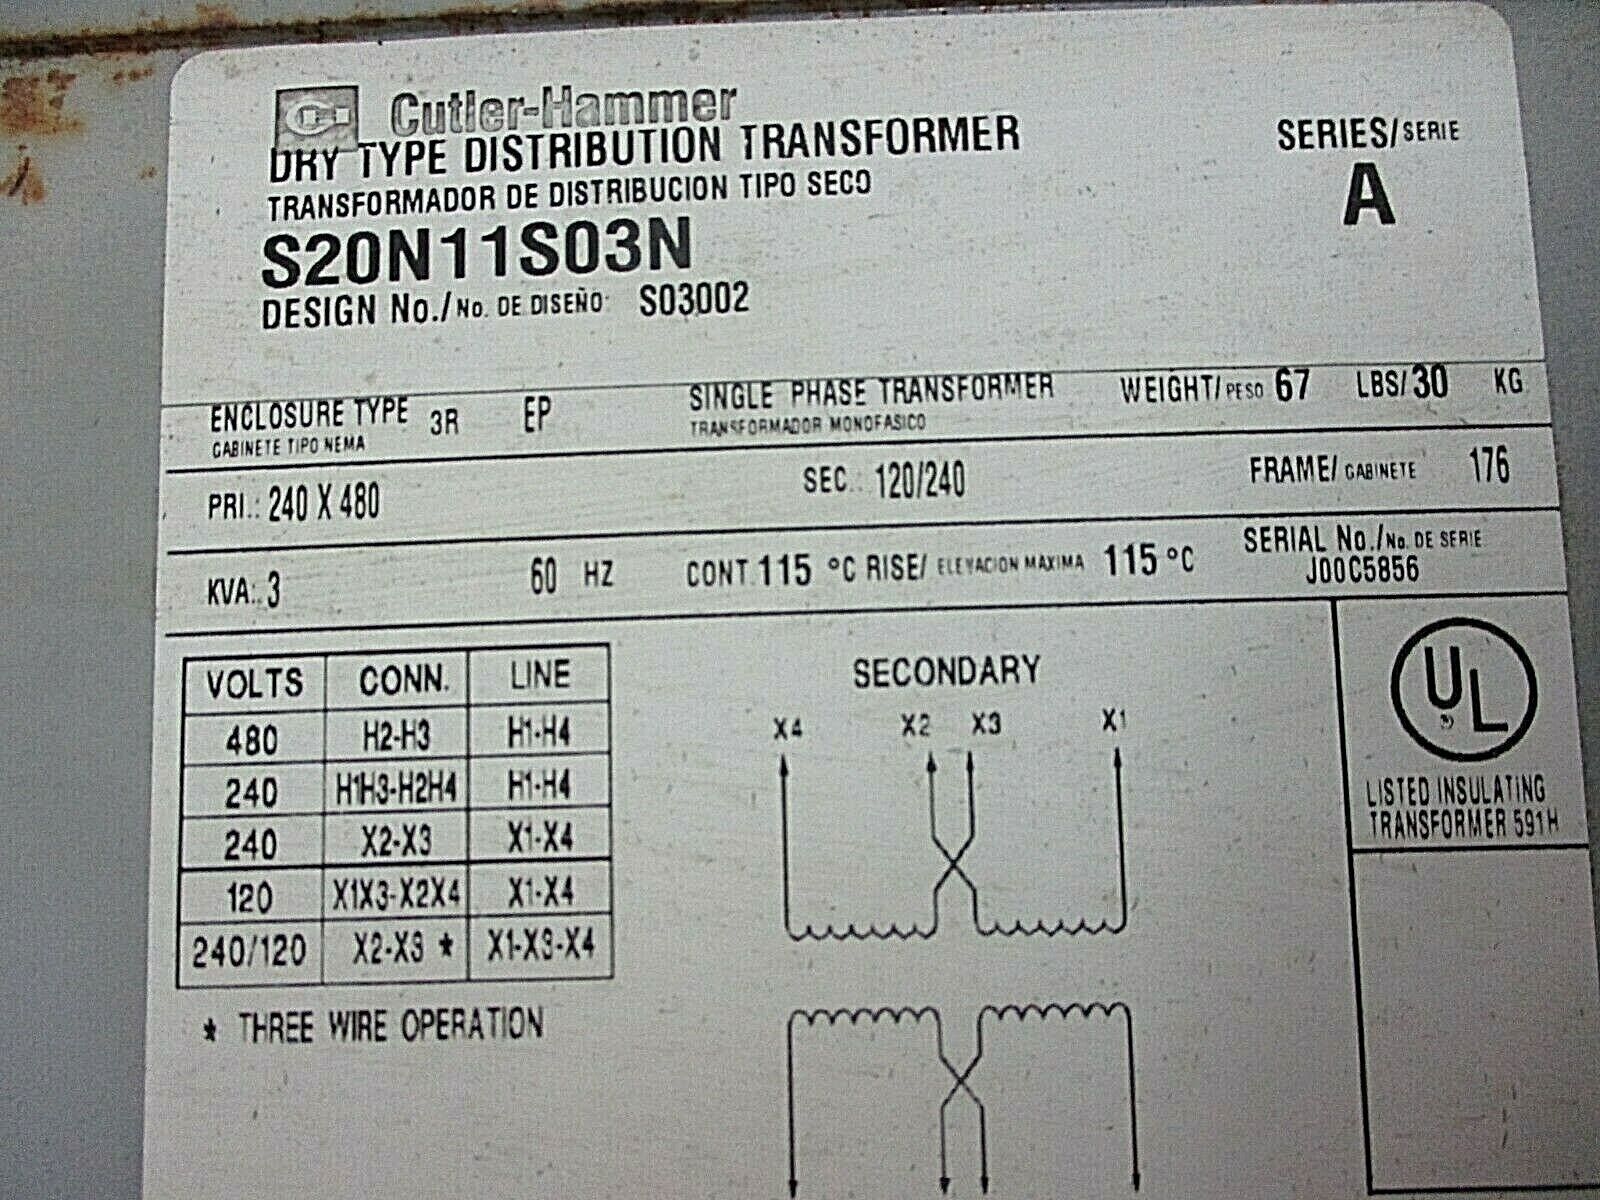 Cutler-Hammer
DRY TYPE DISTRIBUTION TRANSFORMER
TRANSFORMADOR DE DISTRIBUCION TIPO SECO
S20N11S03N
DESIGN No./No. DE DISEÑO: S03002
SERIES/SERIE
A
ENCLOSURE TYPE 3R EP
GABINETE TIPO NEMA
SINGLE PHASE TRANSFORMER
TRANSFORMADOR MONOFASICO
WEIGHT/PESO 67 LBS/30 KG
PRI.: 240 X 480 SEC.: 120/240 FRAME/GABINETE 176
KVA: 3 60 HZ CONT. 115 °C RISE/ELEVACION MAXIMA 115 °C
SERIAL No./No. DE SERIE
J00C5856
VOLTS CONN. LINE
480 H2-H3 H1-H4
240 H1H3-H2H4 H1-H4
240 X2-X3 X1-X4
120 X1X3-X2X4 X1-X4
240/120 X2-X3 * X1-X3-X4
* THREE WIRE OPERATION
SECONDARY
X4 X2 X3 X1
UL
LISTED INSULATING
TRANSFORMER 591H